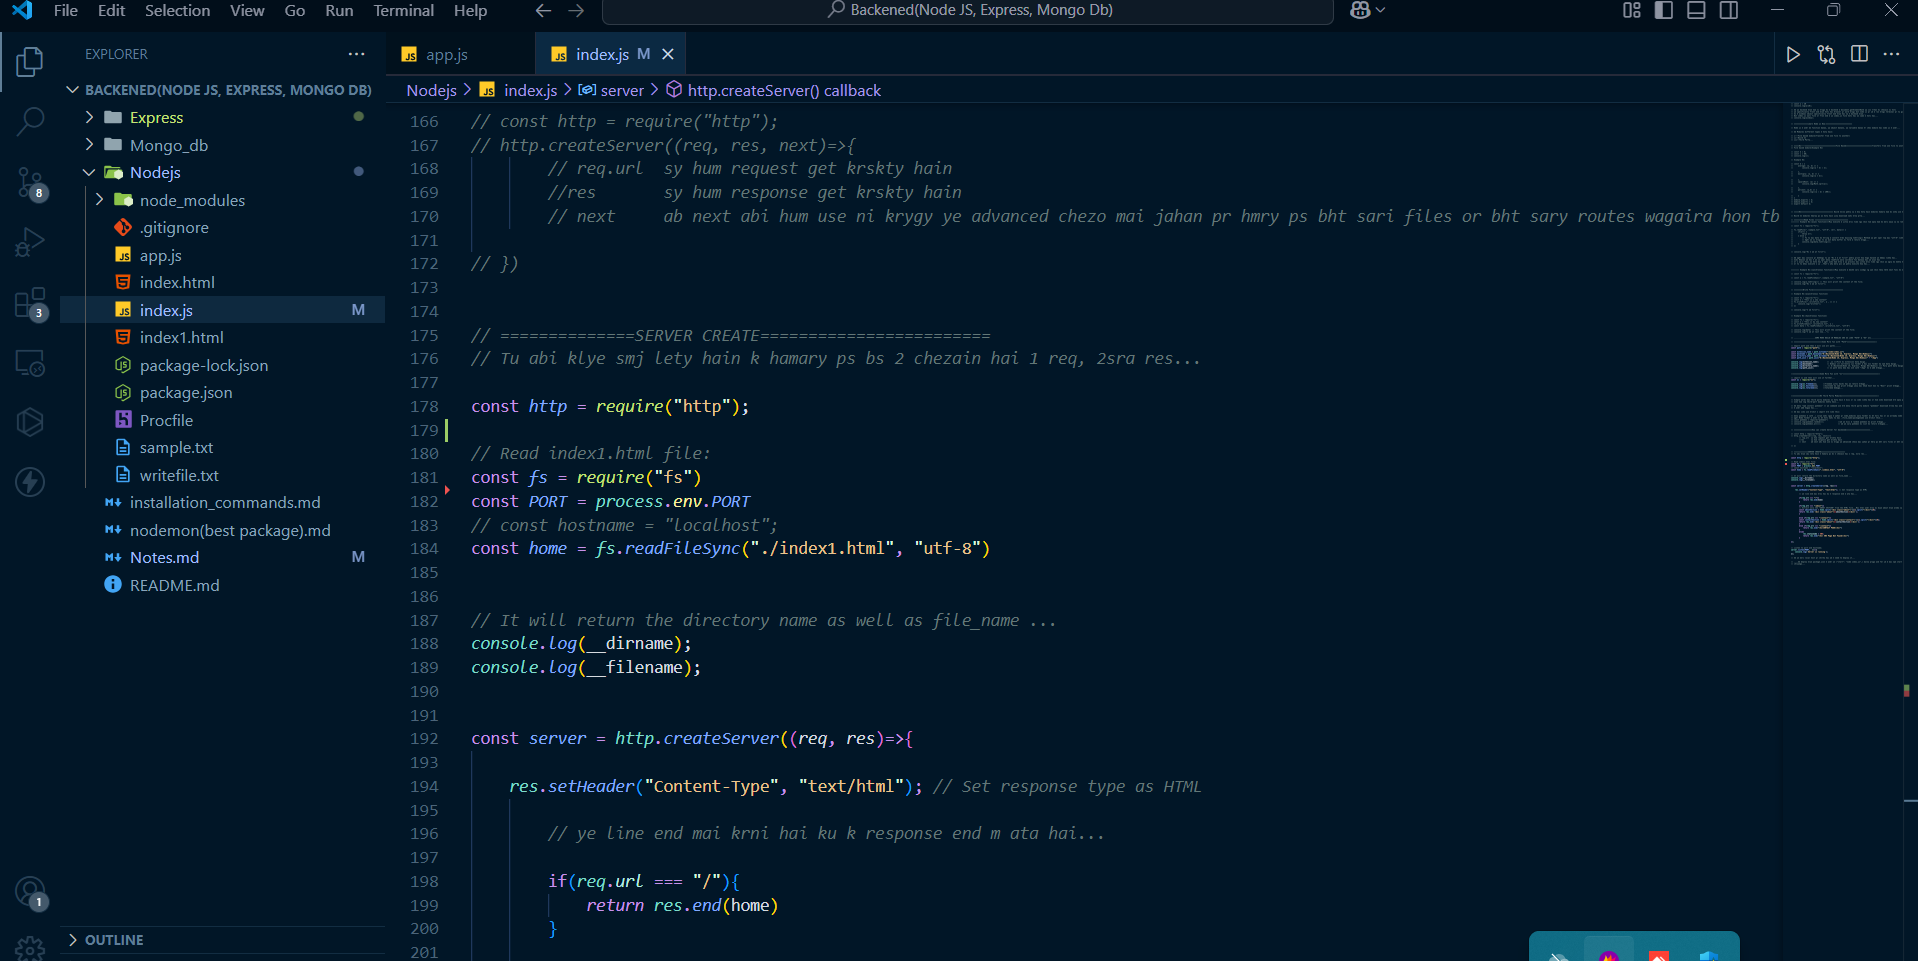 File Edit Selection View Go Run Terminal Help
Backened(Node JS, Express, Mongo Db)
EXPLORER
BACKENED(NODE JS, EXPRESS, MONGO DB)
Express
Mongo_db
Nodejs
node_modules
.gitignore
app.js
index.html
index.js M
index1.html
package-lock.json
package.json
Procfile
sample.txt
writefile.txt
installation_commands.md
nodemon(best package).md
Notes.md M
README.md
OUTLINE
8
3
1
app.js
index.js M
Nodejs > index.js > server > http.createServer() callback
166 // const http = require("http");
167 // http.createServer((req, res, next)=>{
168 // req.url sy hum request get krskty hain
169 //res sy hum response get krskty hain
170 // next ab next abi hum use ni krygy ye advanced chezo mai jahan pr hmry ps bht sari files or bht sary routes wagaira hon tb
171
172 // })
173
174
175 // ==============SERVER CREATE========================
176 // Tu abi klye smj lety hain k hamary ps bs 2 chezain hai 1 req, 2sra res...
177
178 const http = require("http");
179
180 // Read index1.html file:
181 const fs = require("fs")
182 const PORT = process.env.PORT
183 // const hostname = "localhost";
184 const home = fs.readFileSync("./index1.html", "utf-8")
185
186
187 // It will return the directory name as well as file_name ...
188 console.log(__dirname);
189 console.log(__filename);
190
191
192 const server = http.createServer((req, res)=>{
193
194 res.setHeader("Content-Type", "text/html"); // Set response type as HTML
195
196 // ye line end mai krni hai ku k response end m ata hai...
197
198 if(req.url === "/"){
199 return res.end(home)
200 }
201